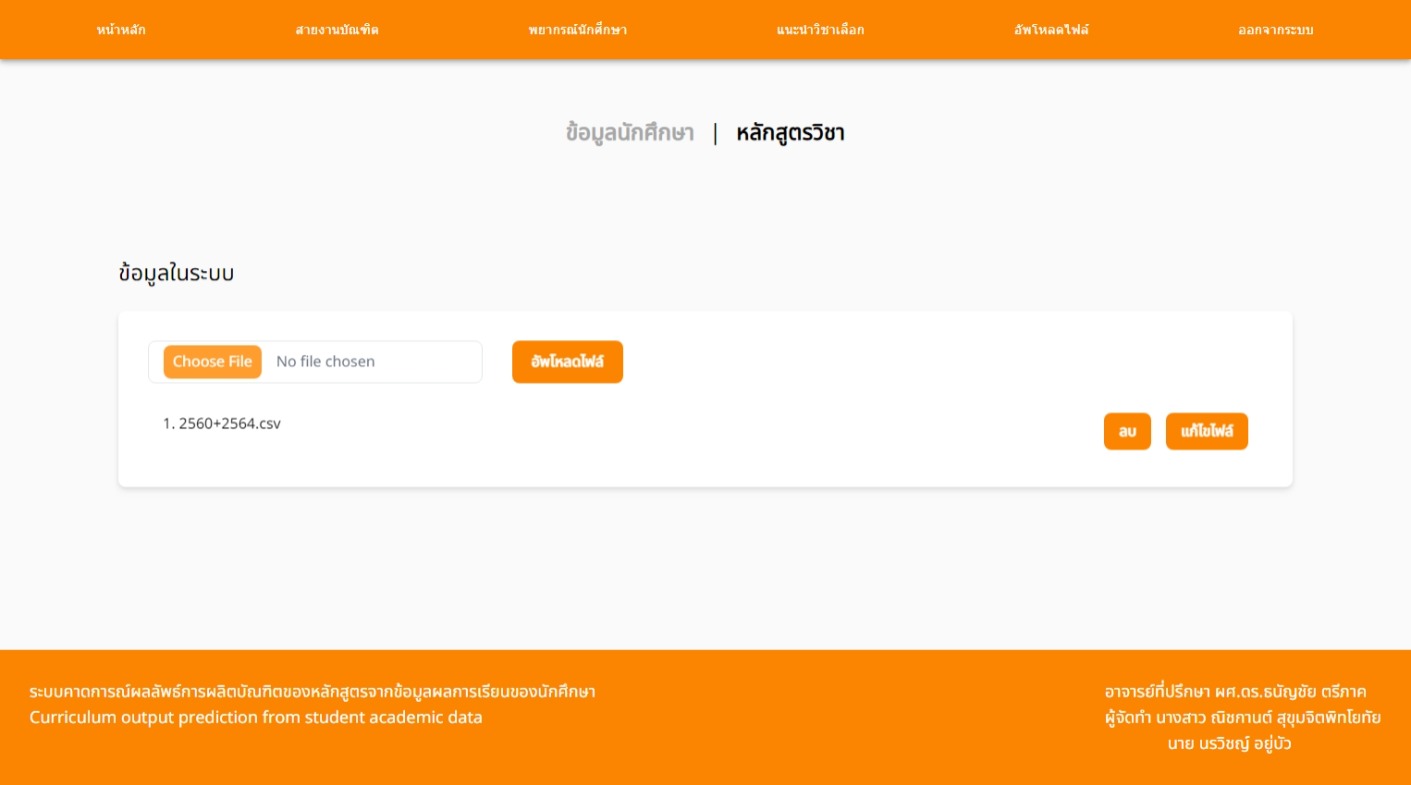 หน้าหลัก สายงานบัณฑิต พยากรณ์นักศึกษา แนะนำวิชาเลือก อัพโหลดไฟล์ ออกจากระบบ
ข้อมูลนักศึกษา | หลักสูตรวิชา
ข้อมูลในระบบ
Choose File No file chosen อัพโหลดไฟล์
1. 2560+2564.csv ลบ แก้ไขไฟล์
ระบบคาดการณ์ผลลัพธ์การผลิตบัณฑิตของหลักสูตรจากข้อมูลผลการเรียนของนักศึกษา
Curriculum output prediction from student academic data
อาจารย์ที่ปรึกษา ผศ.ดร.ธนัญชัย ตรีภาค
ผู้จัดทำ นางสาว ณิชกานต์ สุขุมจิตพิทโยทัย
นาย นรวิชญ์ อยู่บัว